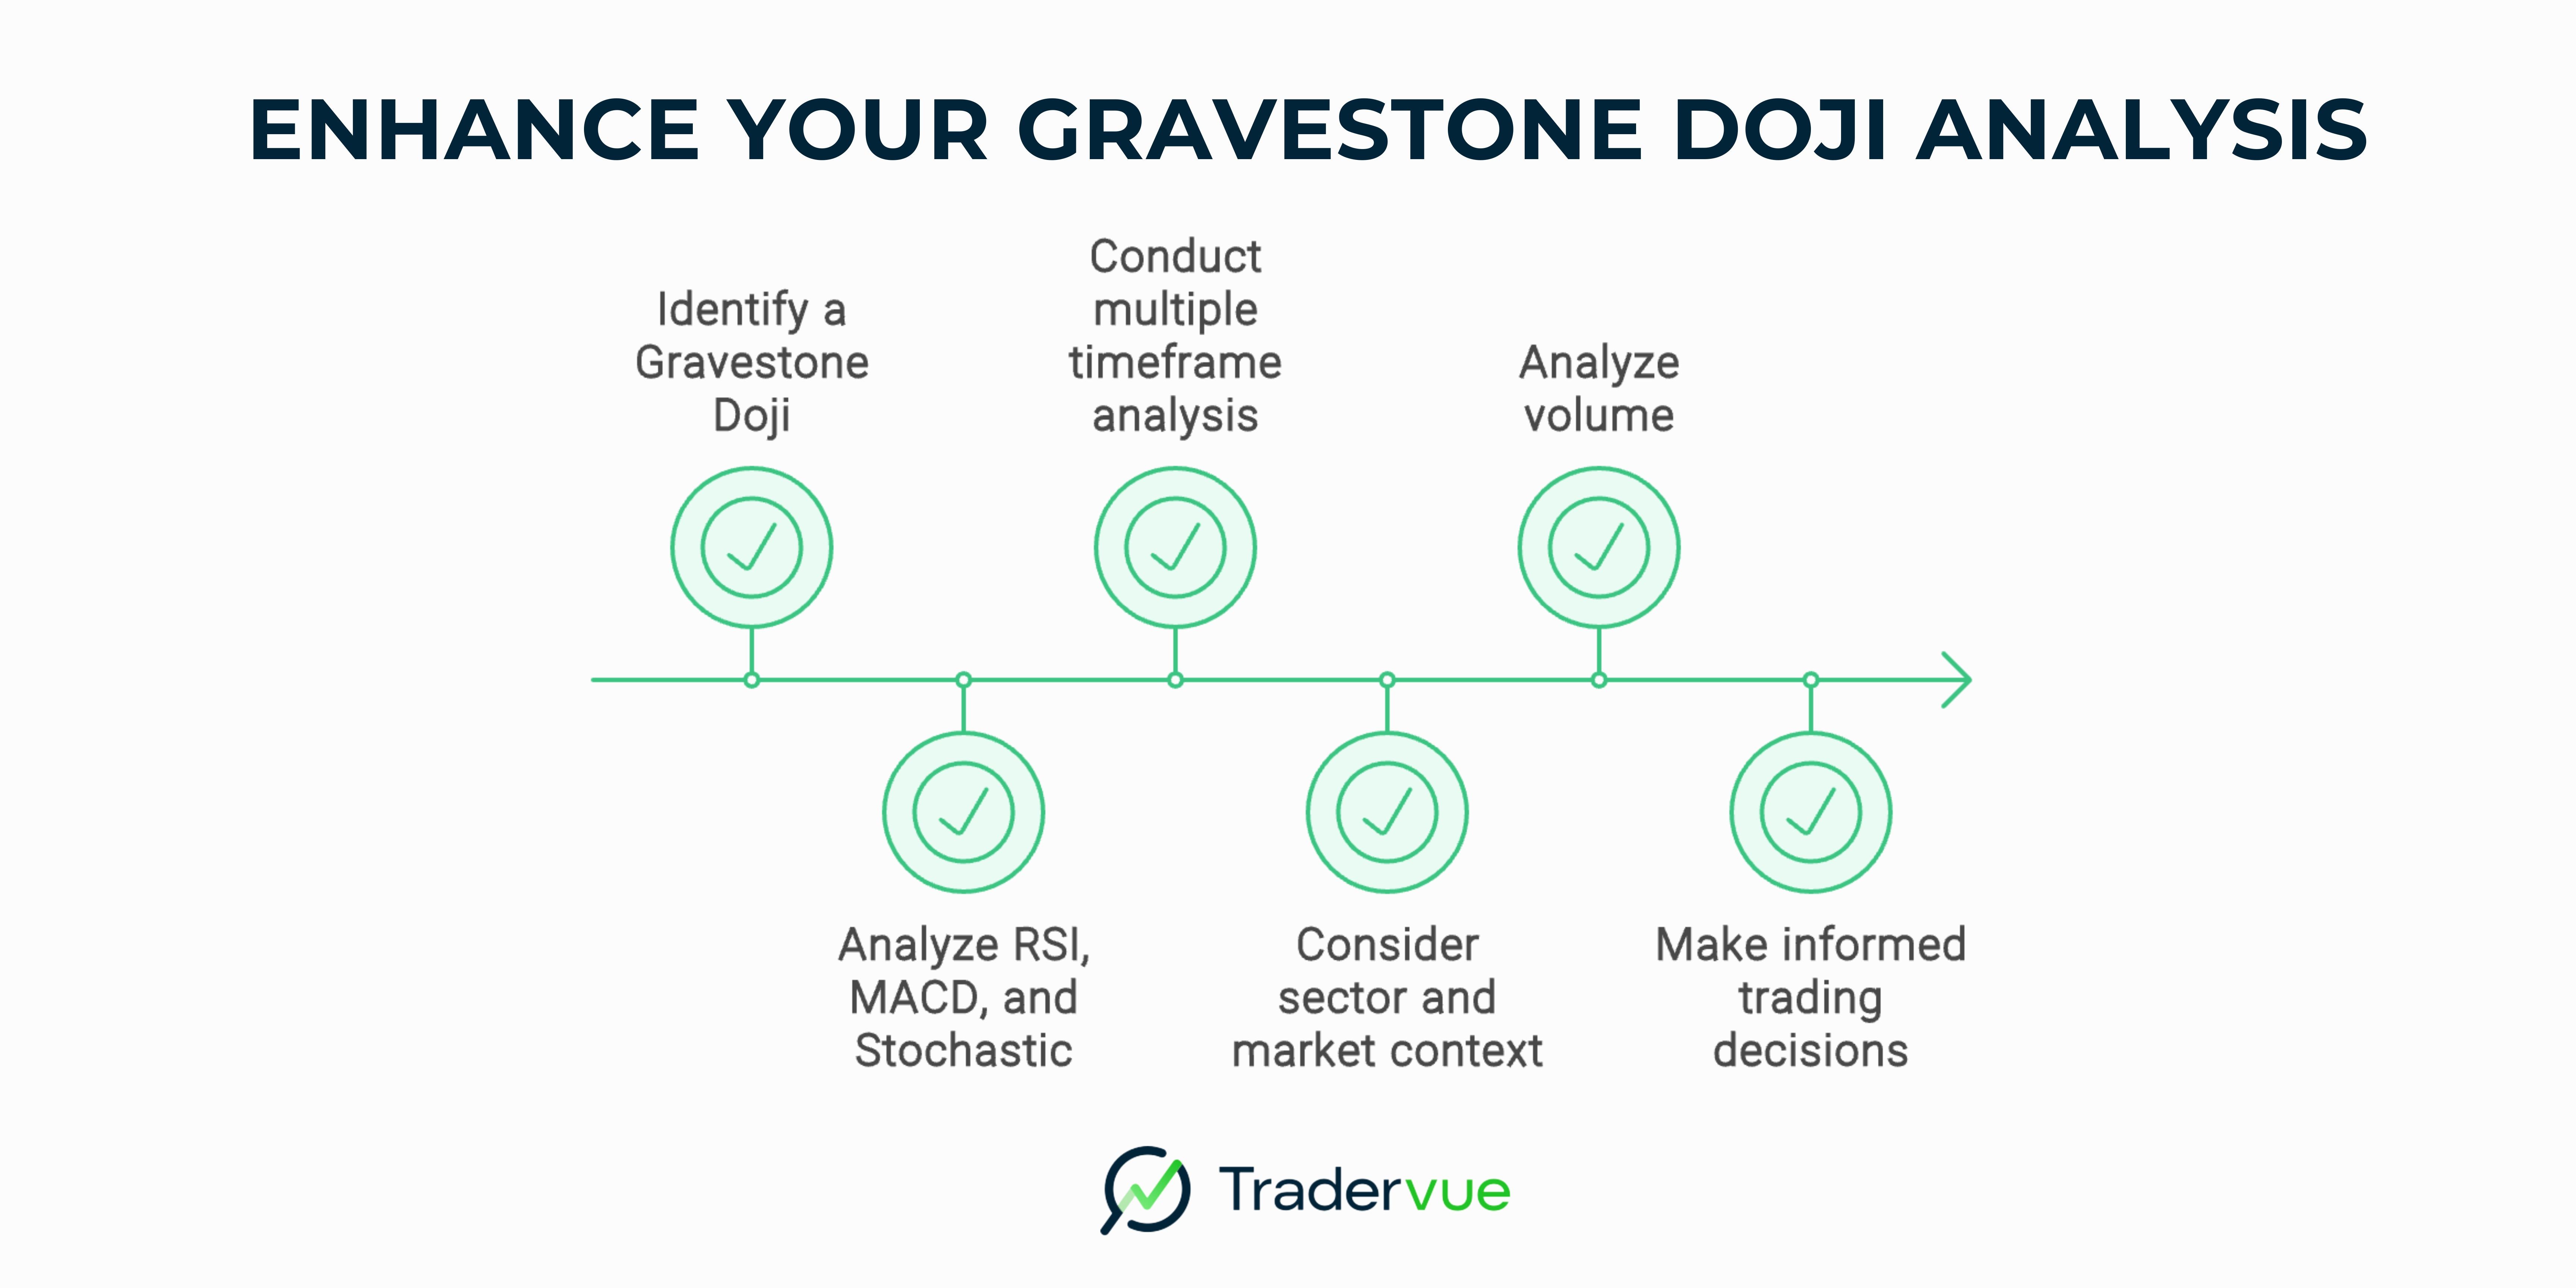 ENHANCE YOUR GRAVESTONE DOJI ANALYSIS
Identify a
Gravestone
Doji
Analyze RSI,
MACD, and
Stochastic
Conduct
multiple
timeframe
analysis
Consider
sector and
market context
Analyze
volume
Make informed
trading
decisions
Tradervue